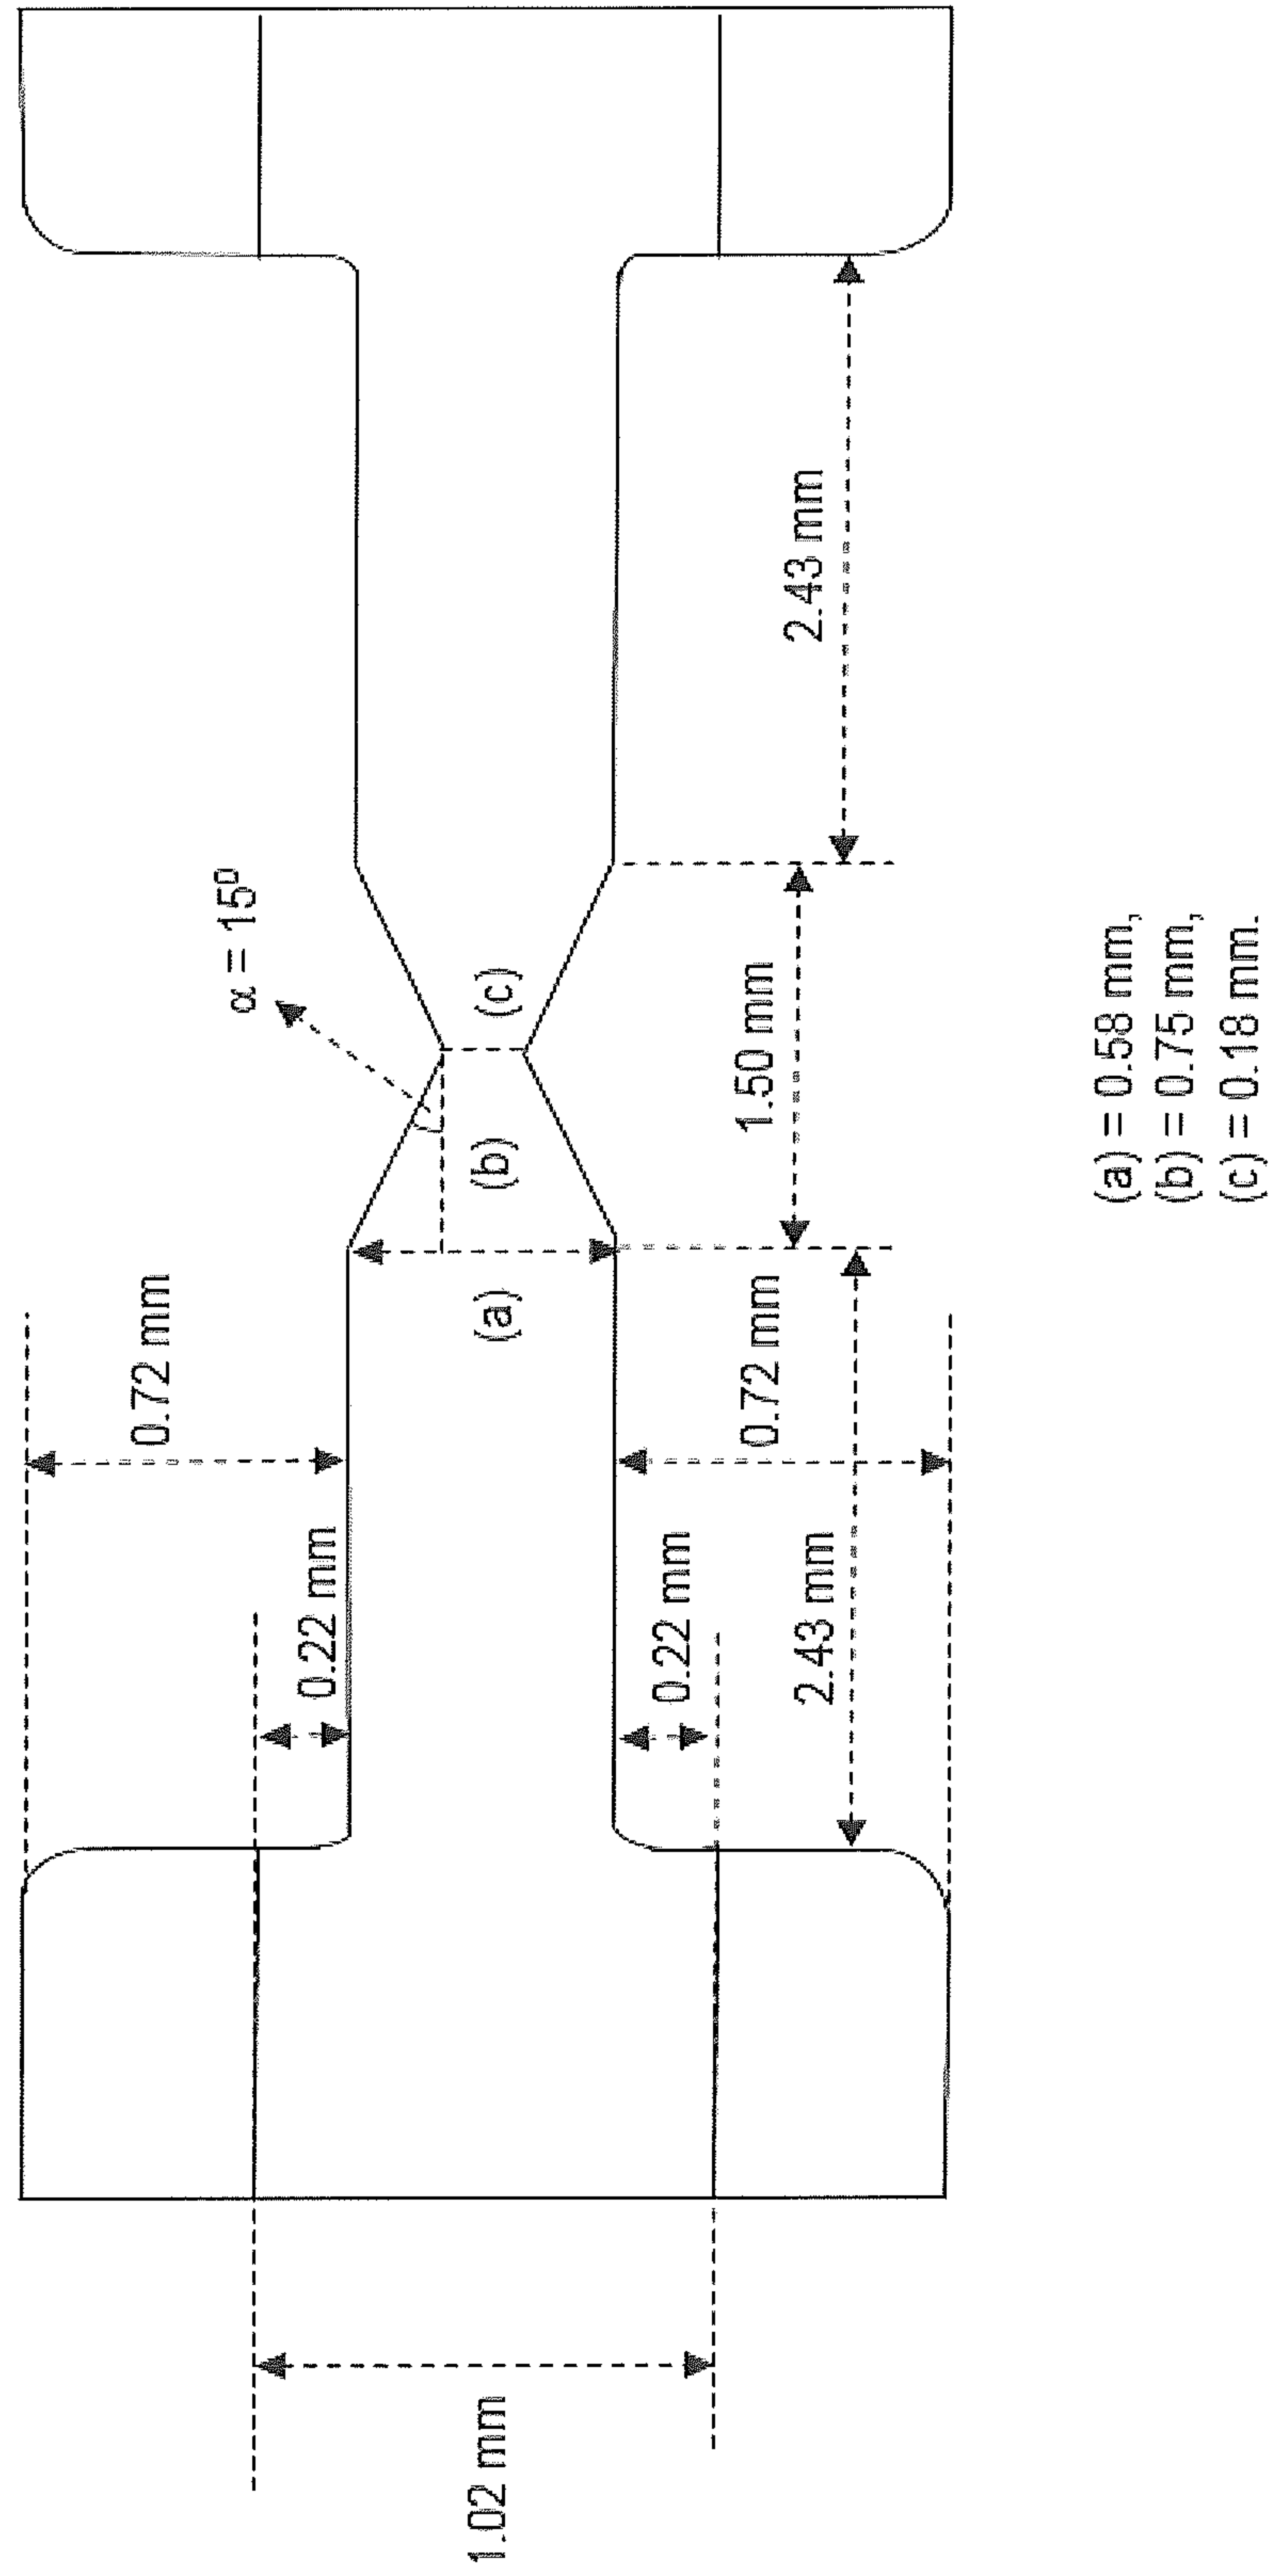 α = 15⁰
0.72 mm
0.22 mm
(a)
(b)
(c)
0.22 mm
0.72 mm
1.50 mm
2.43 mm
2.43 mm
1.02 mm
(a) = 0.58 mm,
(b) = 0.75 mm,
(c) = 0.18 mm.